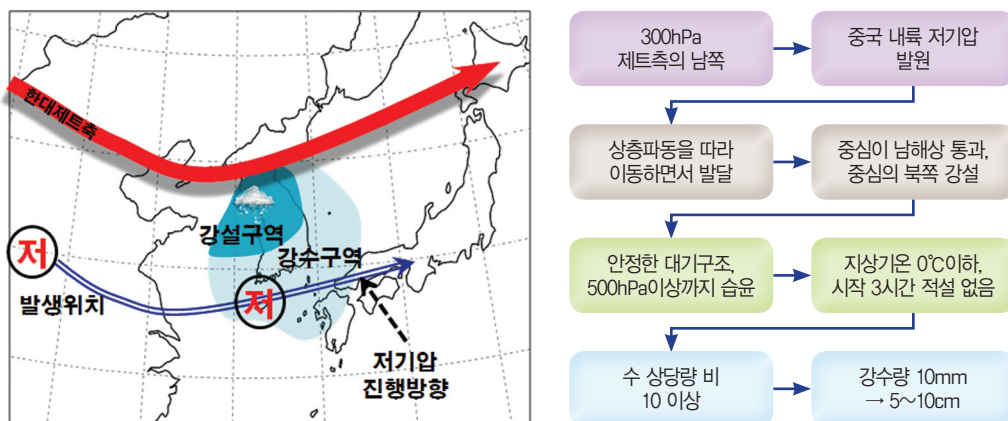 한대제트축
강설구역
강수구역
저
발생위치
저
저기압
진행방향
300hPa
제트측의 남쪽
중국 내륙 저기압
발원
상층파동을 따라
이동하면서 발달
중심이 남해상 통과,
중심의 북쪽 강설
안정한 대기구조,
500hPa이상까지 습윤
지상기온 0℃이하,
시작 3시간 적설 없음
수 상당량 비
10 이상
강수량 10mm
→ 5~10cm